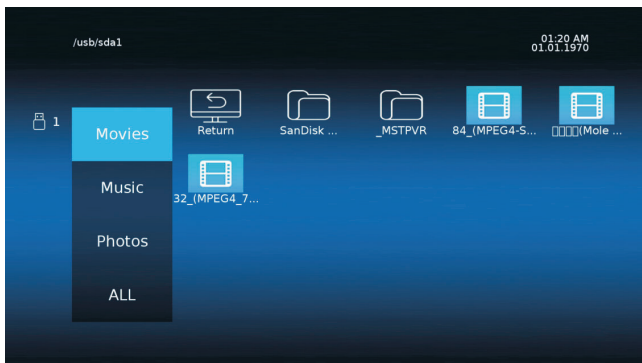 /usb/sda1
01:20 AM
01.01.1970
1
Movies
Music
Photos
ALL
Return
SanDisk ...
_MSTPVR
84_(MPEG4-S...
□□□□(Mole ...
32_(MPEG4_7...